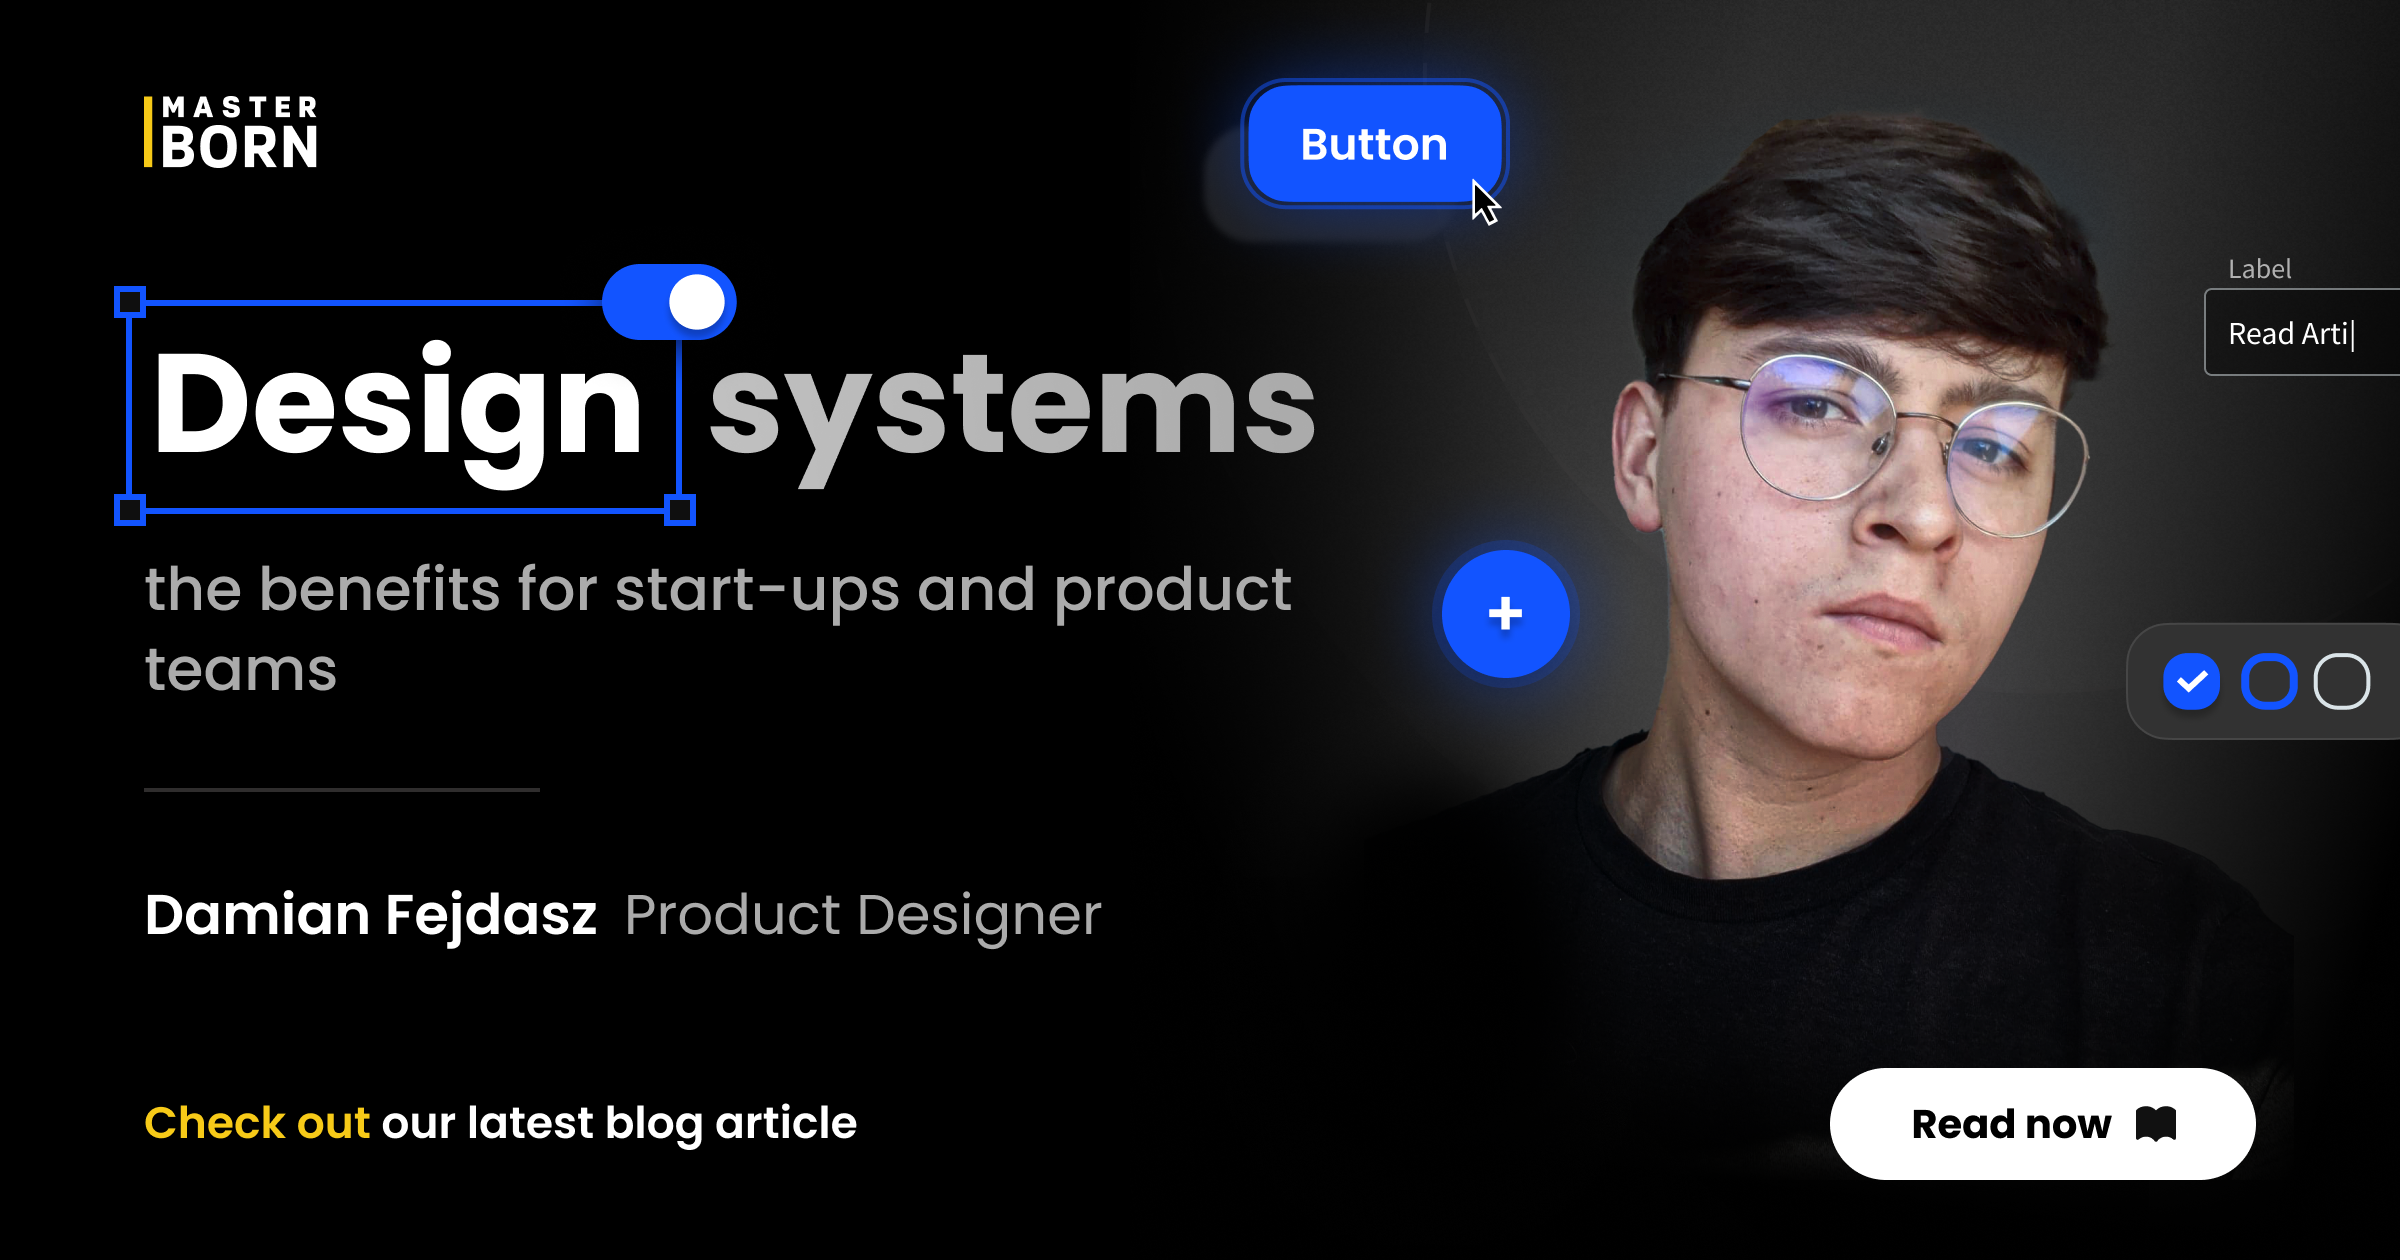 MASTER
BORN
Button
Label
Read Arti
Design systems
the benefits for start-ups and product
teams
Damian Fejdasz Product Designer
Check out our latest blog article
Read now